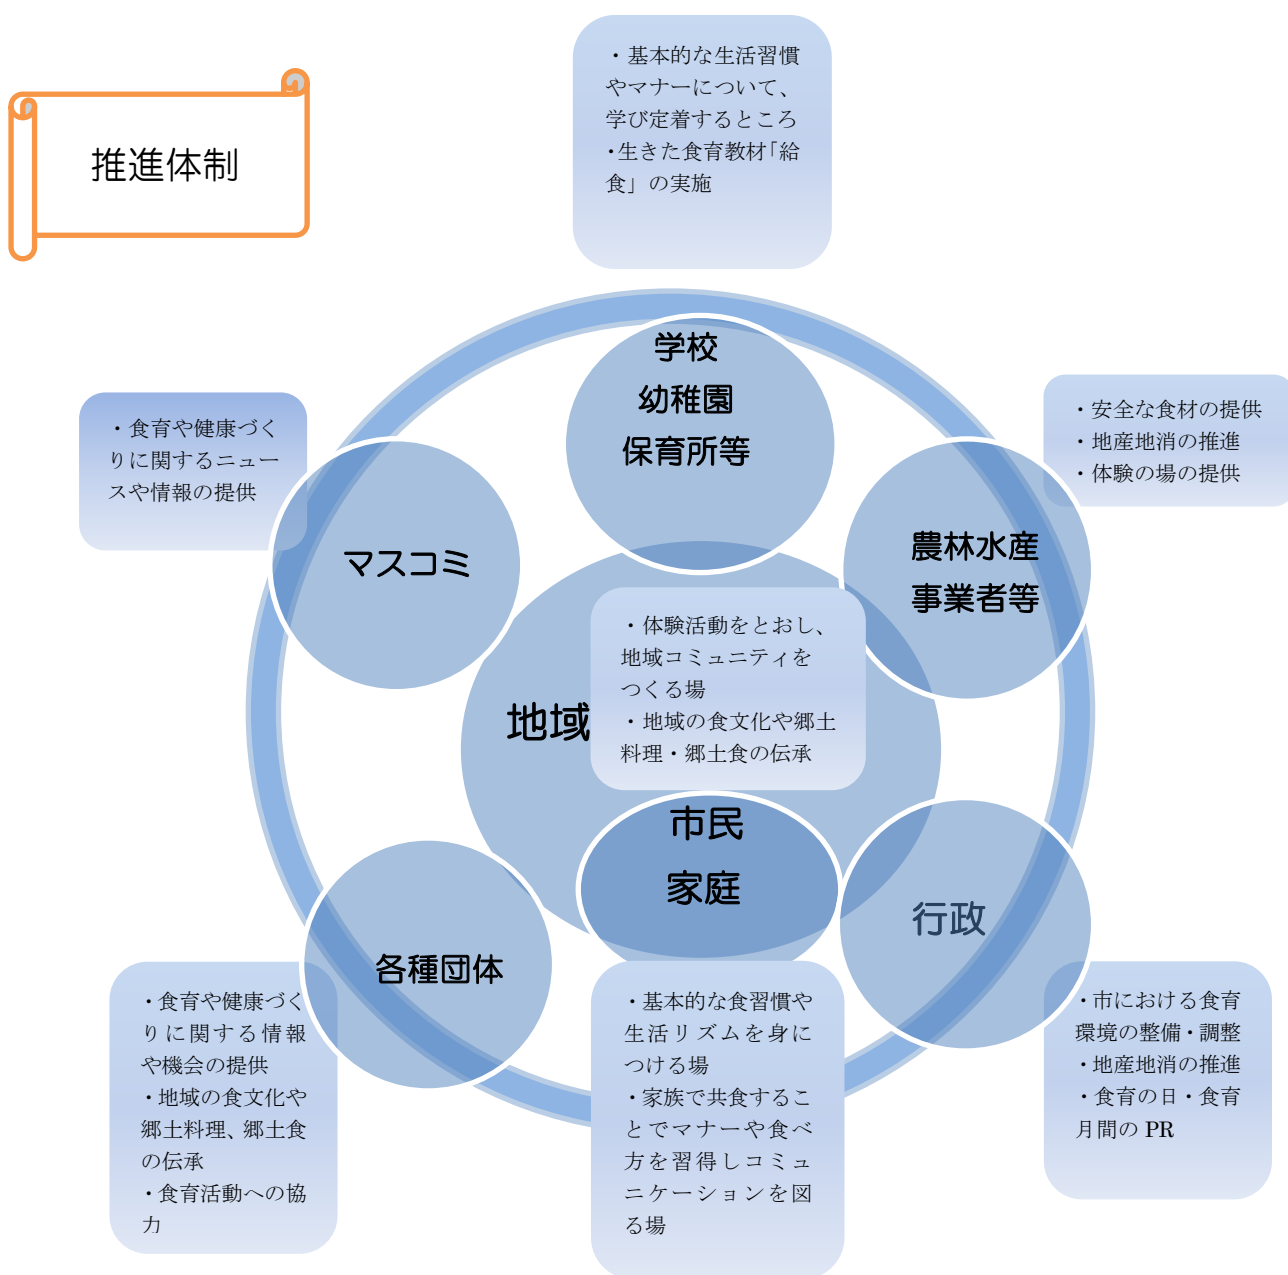 推進体制
・基本的な生活習慣
やマナーについて、
学び定着するところ
・生きた食育教材「給
食」の実施
学校
幼稚園
保育所等
・食育や健康づく
りに関するニュー
スや情報の提供
マスコミ
・安全な食材の提供
・地産地消の推進
・体験の場の提供
農林水産
事業者等
地域
・体験活動をとおし、
地域コミュニティを
つくる場
・地域の食文化や郷土
料理・郷土食の伝承
市民
家庭
行政
各種団体
・食育や健康づく
りに関する情報
や機会の提供
・地域の食文化や
郷土料理、郷土食
の伝承
・食育活動への協
力
・基本的な食習慣や
生活リズムを身に
つける場
・家族で共食するこ
とでマナーや食べ
方を習得しコミュ
ニケーションを図
る場
・市における食育
環境の整備・調整
・地産地消の推進
・食育の日・食育
月間の PR